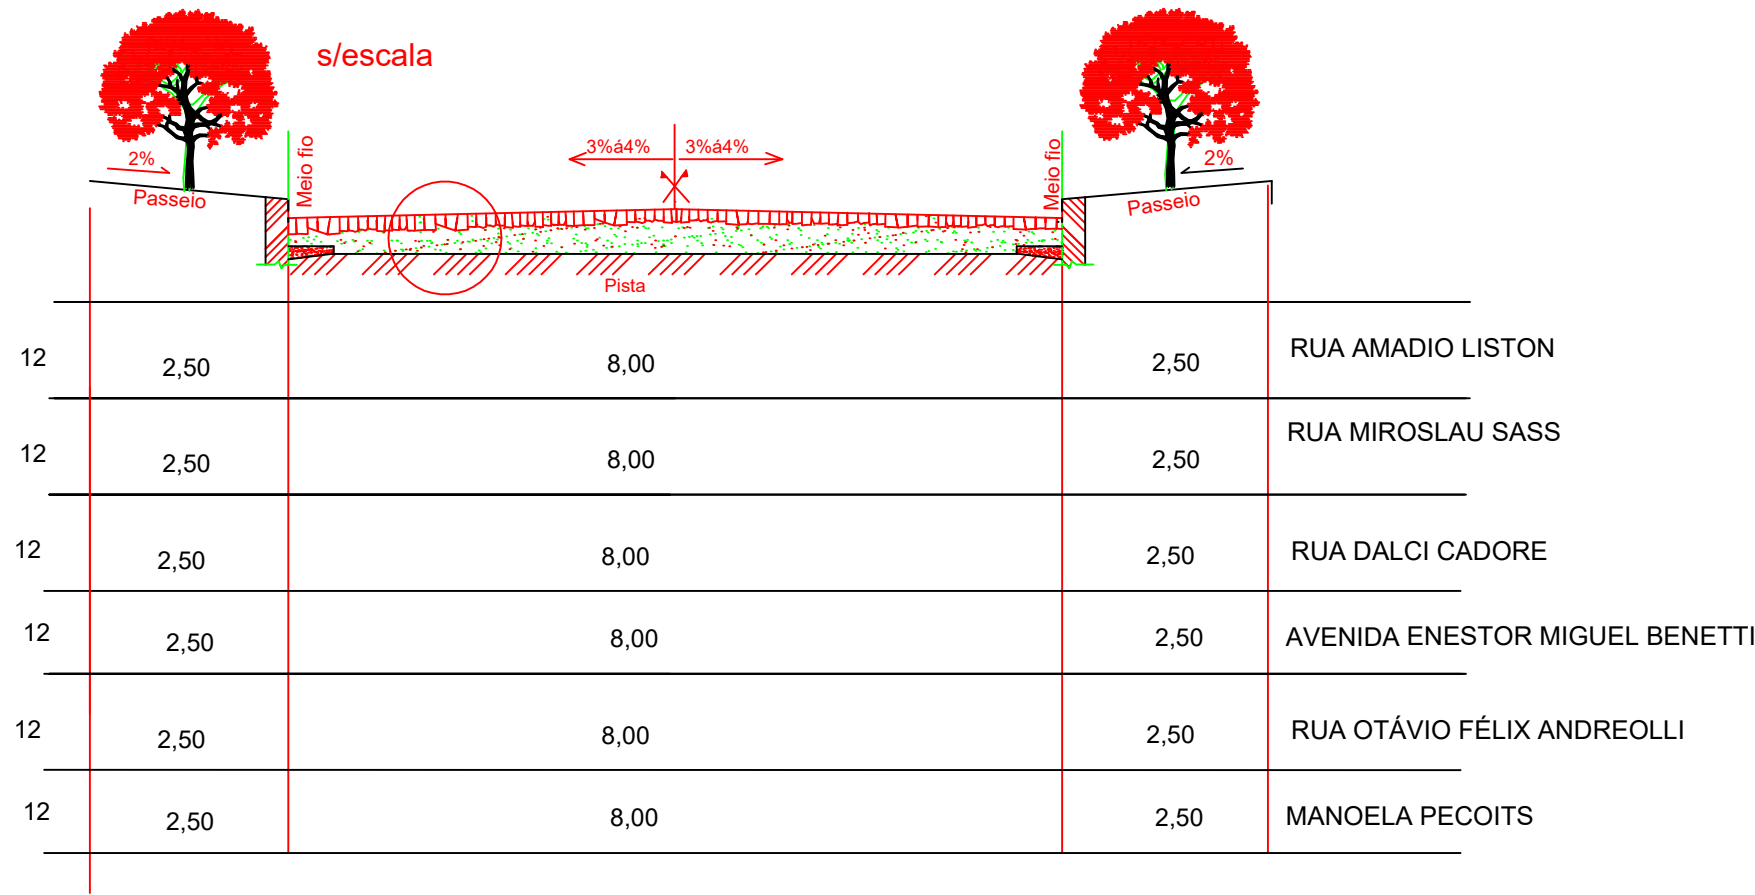 s/escala
Meio fio
3%á4%
3%á4%
Meio fio
2%
2%
Passeio
Passeio
Pista
12 2,50 8,00 2,50 RUA AMADIO LISTON
12 2,50 8,00 2,50 RUA MIROSLAU SASS
12 2,50 8,00 2,50 RUA DALCI CADORE
12 2,50 8,00 2,50 AVENIDA ENESTOR MIGUEL BENETTI
12 2,50 8,00 2,50 RUA OTÁVIO FÉLIX ANDREOLLI
12 2,50 8,00 2,50 MANOELA PECOITS